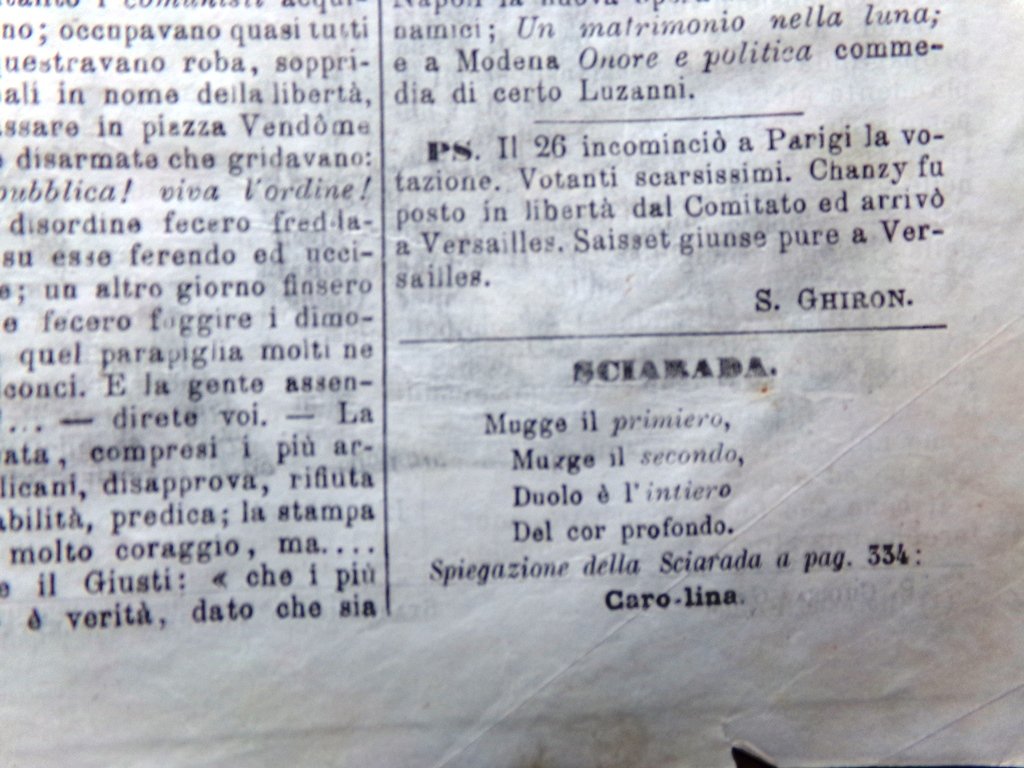 no; occupavano quasi tutti
questravano roba, soppri-
ali in nome della libertà,
ssare in piazza Vendôme
disarmate che gridavano:
pubblica! viva l'ordine!
disordine fecero fred-la-
su esse ferendo ed ucci-
e; un altro giorno finsero
e fecero fuggire i dimo-
quel parapiglia molti ne
conci. E la gente assen-
... — direte voi. — La
ata, compresi i più ar-
licani, disapprova, rifiuta
abilità, predica; la stampa
molto coraggio, ma....
e il Giusti: « che i più
è verità, dato che sia
Napoli la nuova
namici; Un matrimonio nella luna;
e a Modena Onore e politica comme-
dia di certo Luzanni.
PS. Il 26 incominciò a Parigi la vo-
tazione. Votanti scarsissimi. Chanzy fu
posto in libertà dal Comitato ed arrivò
a Versailles. Saisset giunse pure a Ver-
sailles.
S. GHIRON.
SCIARADA.
Mugge il primiero,
Mugge il secondo,
Duolo è l'intiero
Del cor profondo.
Spiegazione della Sciarada a pag. 334:
Caro-lina.